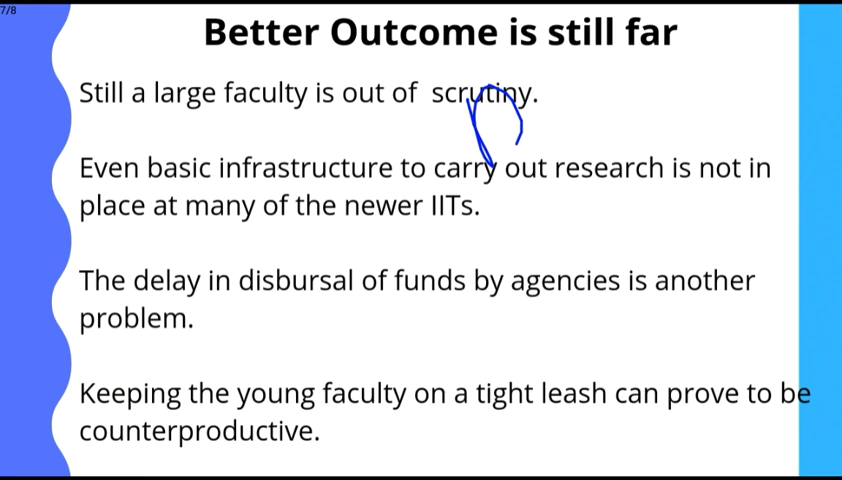 7/8
Better Outcome is still far
Still a large faculty is out of scrutiny.
Even basic infrastructure to carry out research is not in
place at many of the newer IITs.
The delay in disbursal of funds by agencies is another
problem.
Keeping the young faculty on a tight leash can prove to be
counterproductive.